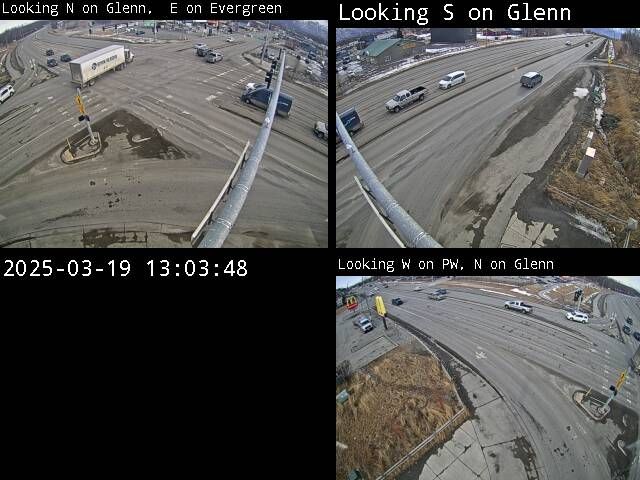 Looking N on Glenn,  E on Evergreen
Looking S on Glenn
2025-03-19 13:03:48
Looking W on PW, N on Glenn